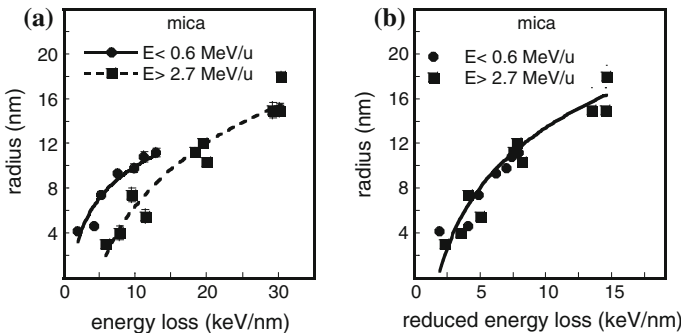 (a)
mica
E< 0.6 MeV/u
E> 2.7 MeV/u
20
16
12
8
4
radius (nm)
0
10
20
30
energy loss (keV/nm)
(b)
mica
E< 0.6 MeV/u
E> 2.7 MeV/u
20
16
12
8
4
radius (nm)
0
5
10
15
reduced energy loss (keV/nm)